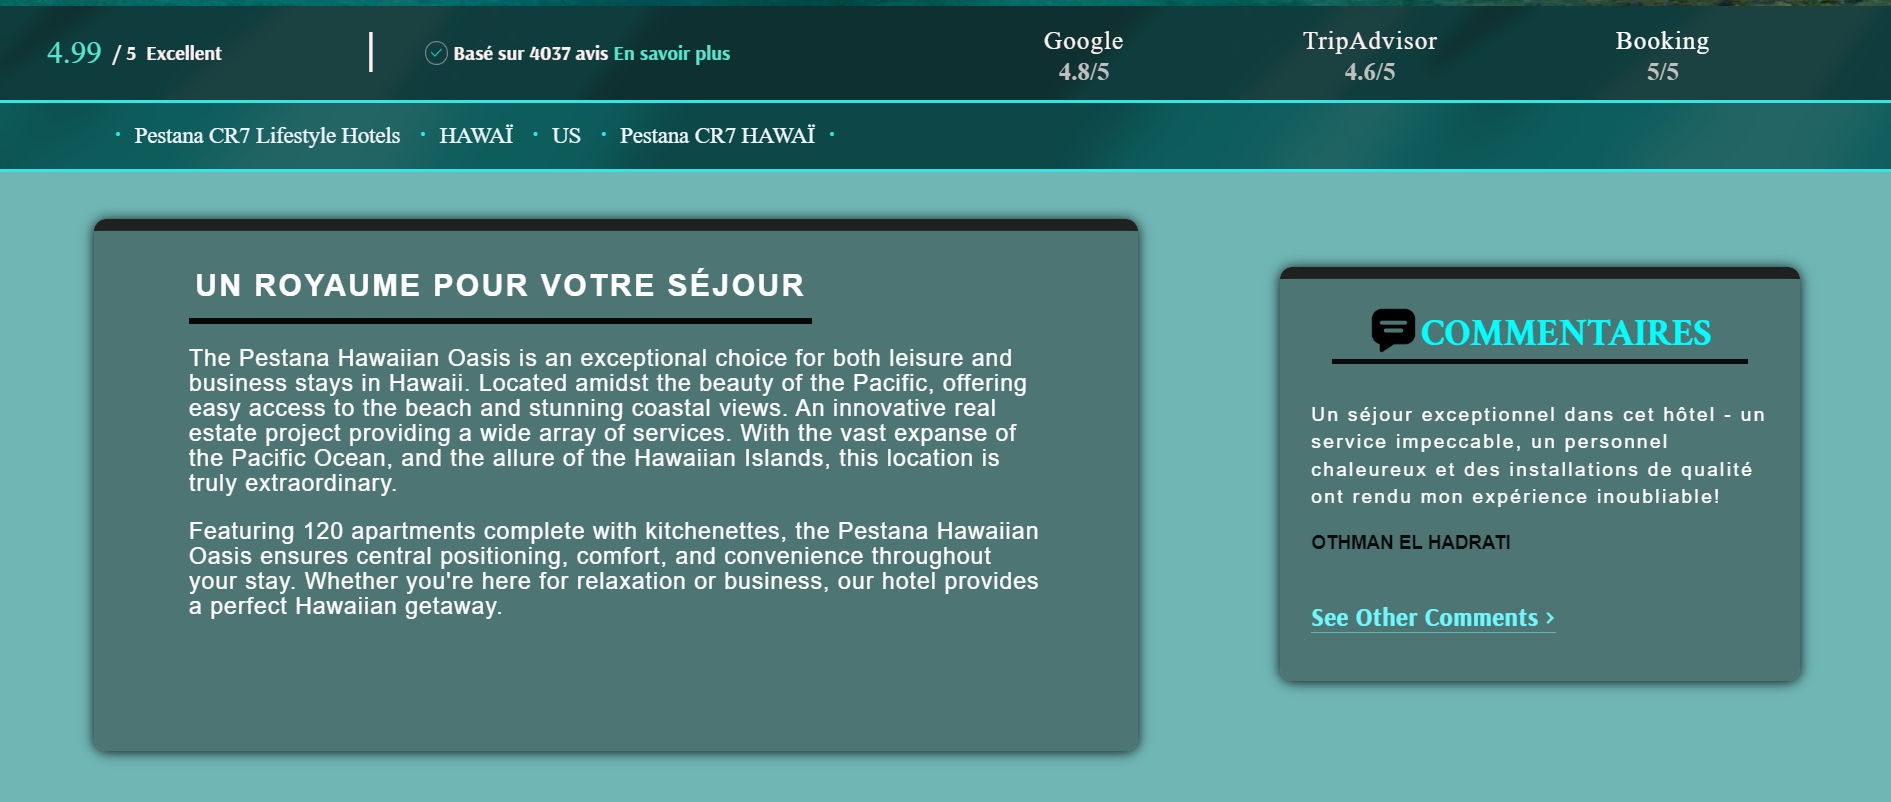 4.99 / 5 Excellent
Basé sur 4037 avis En savoir plus
Google
4.8/5
TripAdvisor
4.6/5
Booking
5/5
· Pestana CR7 Lifestyle Hotels · HAWAÏ · US · Pestana CR7 HAWAÏ ·
UN ROYAUME POUR VOTRE SÉJOUR
The Pestana Hawaiian Oasis is an exceptional choice for both leisure and
business stays in Hawaii. Located amidst the beauty of the Pacific, offering
easy access to the beach and stunning coastal views. An innovative real
estate project providing a wide array of services. With the vast expanse of
the Pacific Ocean, and the allure of the Hawaiian Islands, this location is
truly extraordinary.
Featuring 120 apartments complete with kitchenettes, the Pestana Hawaiian
Oasis ensures central positioning, comfort, and convenience throughout
your stay. Whether you're here for relaxation or business, our hotel provides
a perfect Hawaiian getaway.
COMMENTAIRES
Un séjour exceptionnel dans cet hôtel - un
service impeccable, un personnel
chaleureux et des installations de qualité
ont rendu mon expérience inoubliable!
OTHMAN EL HADRATI
See Other Comments >